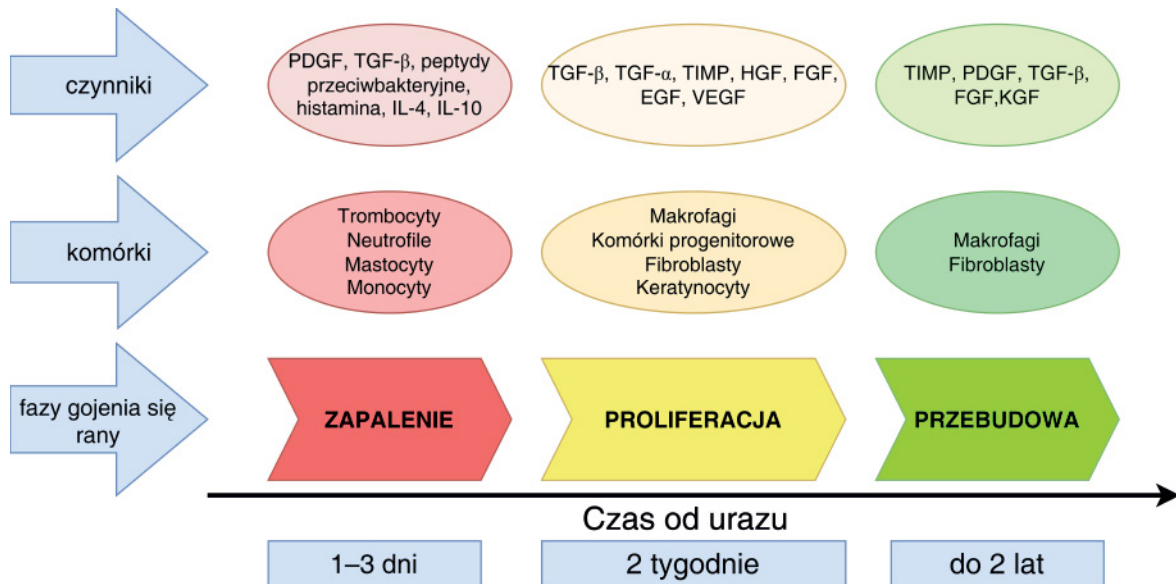 czynniki
PDGF, TGF-β, peptydy
przeciwbakteryjne,
histamina, IL-4, IL-10
TGF-β, TGF-α, TIMP, HGF, FGF,
EGF, VEGF
TIMP, PDGF, TGF-β,
FGF,KGF
komórki
Trombocyty
Neutrofile
Mastocyty
Monocyty
Makrofagi
Komórki progenitorowe
Fibroblasty
Keratynocyty
Makrofagi
Fibroblasty
fazy gojenia się
rany
ZAPALENIE
PROLIFERACJA
PRZEBUDOWA
Czas od urazu
1–3 dni
2 tygodnie
do 2 lat